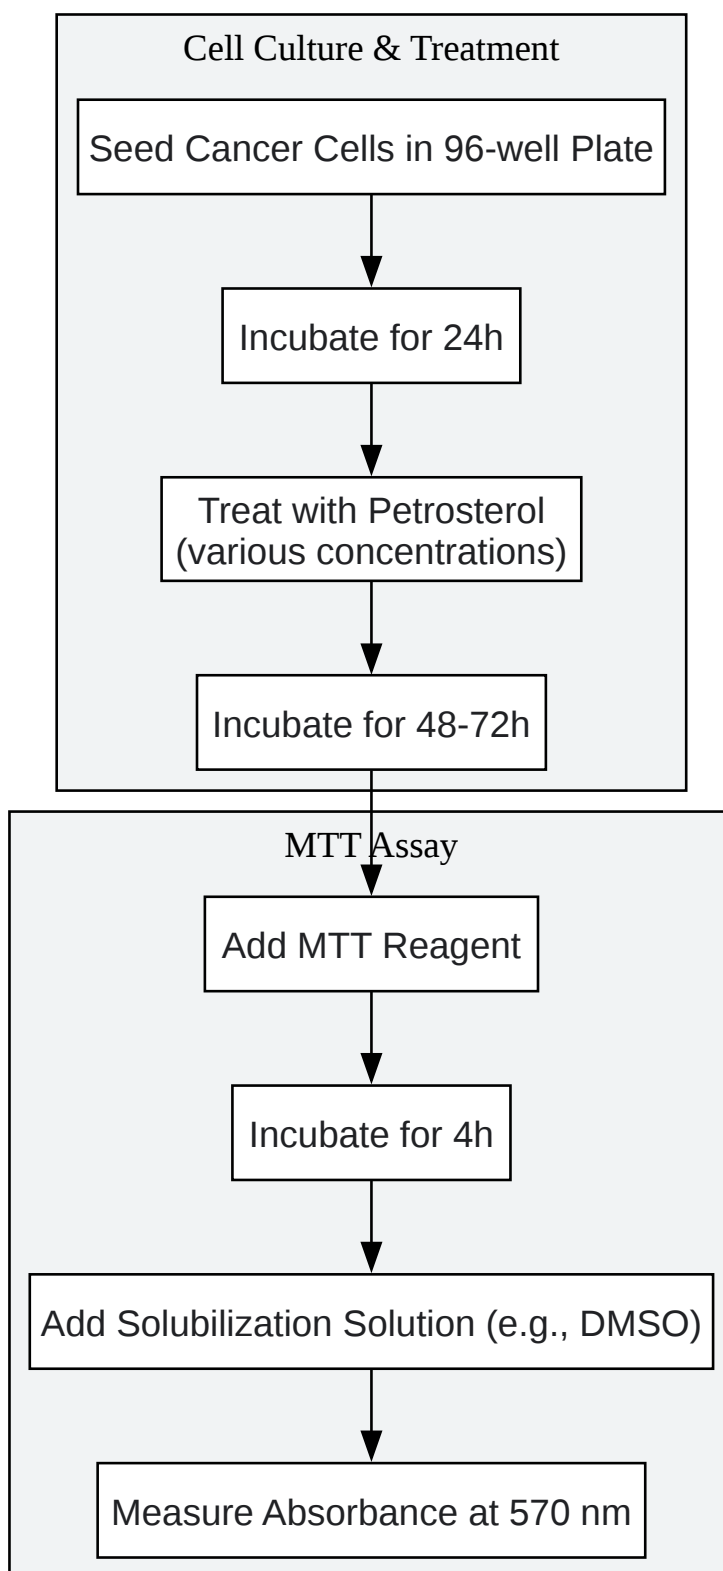 Cell Culture & Treatment
Seed Cancer Cells in 96-well Plate
Incubate for 24h
Treat with Petrosterol
(various concentrations)
Incubate for 48-72h
MTT Assay
Add MTT Reagent
Incubate for 4h
Add Solubilization Solution (e.g., DMSO)
Measure Absorbance at 570 nm